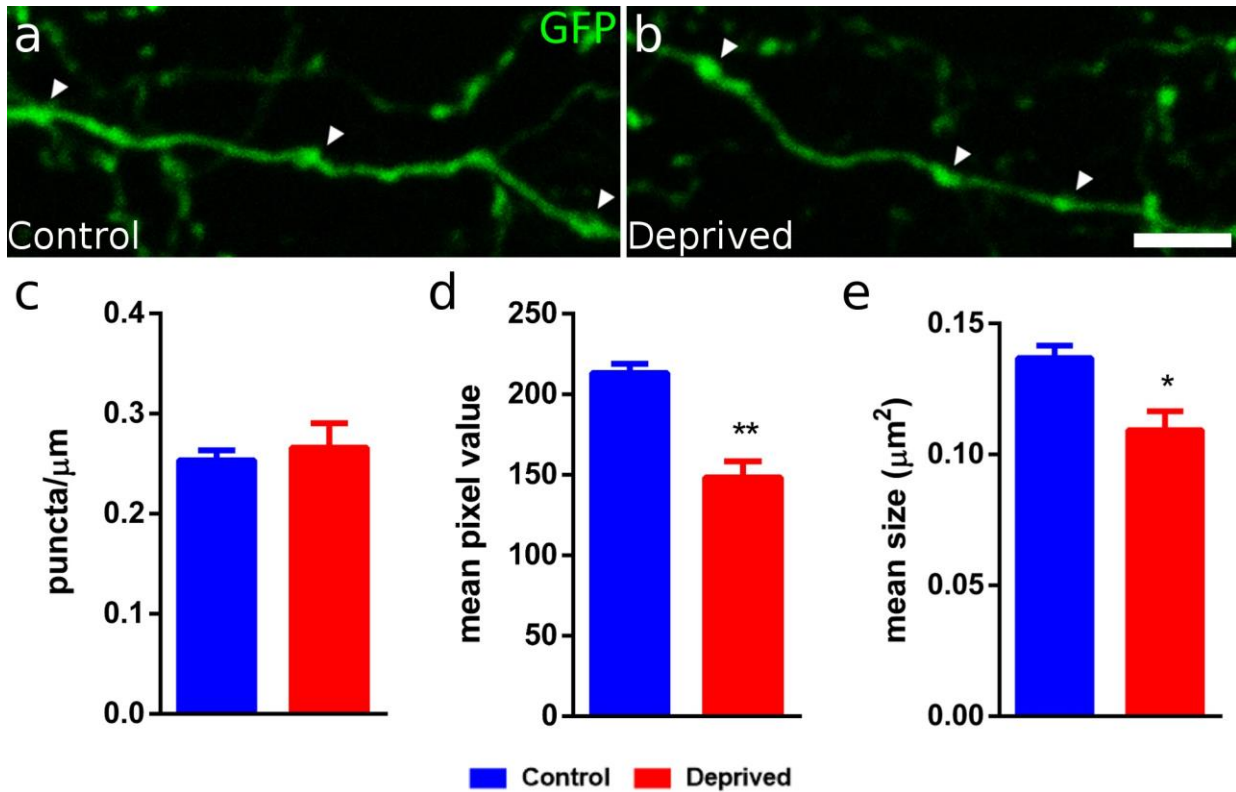 a
GFP
b
Control
Deprived
c
d
e
puncta/μm
0.4
0.3
0.2
0.1
0.0
mean pixel value
250
200
150
100
50
0
**
mean size (μm²)
0.15
0.10
0.05
0.00
*
Control
Deprived